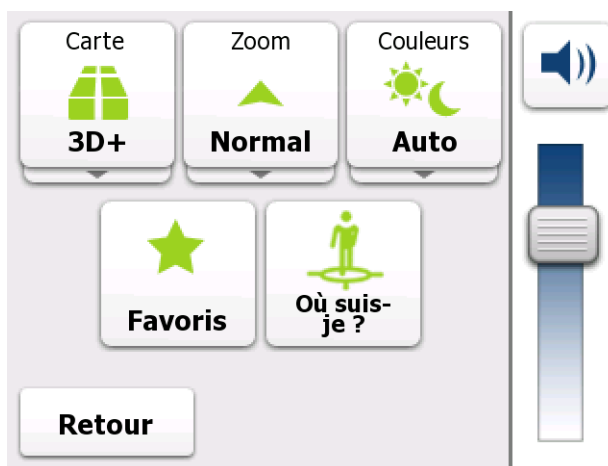 Carte
Zoom
Couleurs
3D+
Normal
Auto
Favoris
Où suis-
je ?
Retour